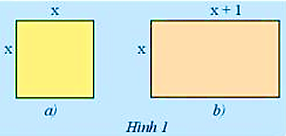 x x + 1
x x
a) b)
Hình 1